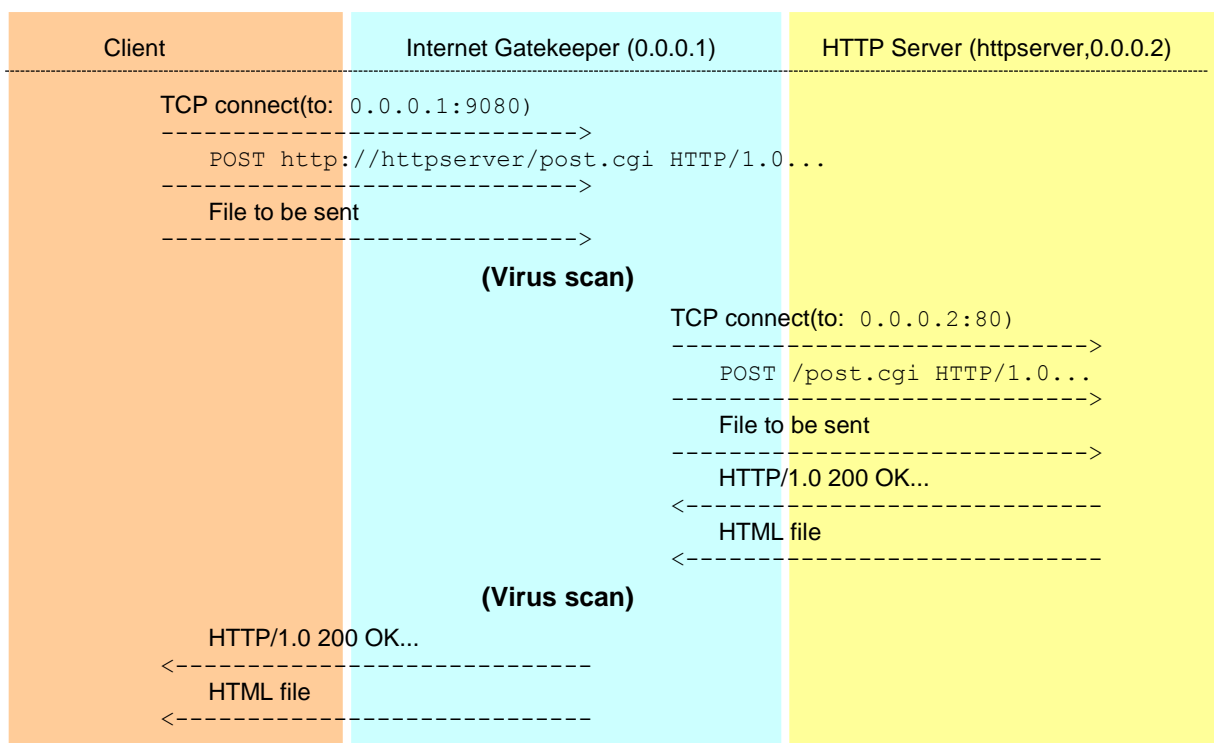 Client Internet Gatekeeper (0.0.0.1) HTTP Server (httpserver,0.0.0.2)
TCP connect(to: 0.0.0.1:9080)
----------------------------->
POST http://httpserver/post.cgi HTTP/1.0...
----------------------------->
File to be sent
----------------------------->
(Virus scan)
TCP connect(to: 0.0.0.2:80)
----------------------------->
POST /post.cgi HTTP/1.0...
----------------------------->
File to be sent
----------------------------->
HTTP/1.0 200 OK...
<-----------------------------
HTML file
<-----------------------------
(Virus scan)
HTTP/1.0 200 OK...
<-----------------------------
HTML file
<-----------------------------